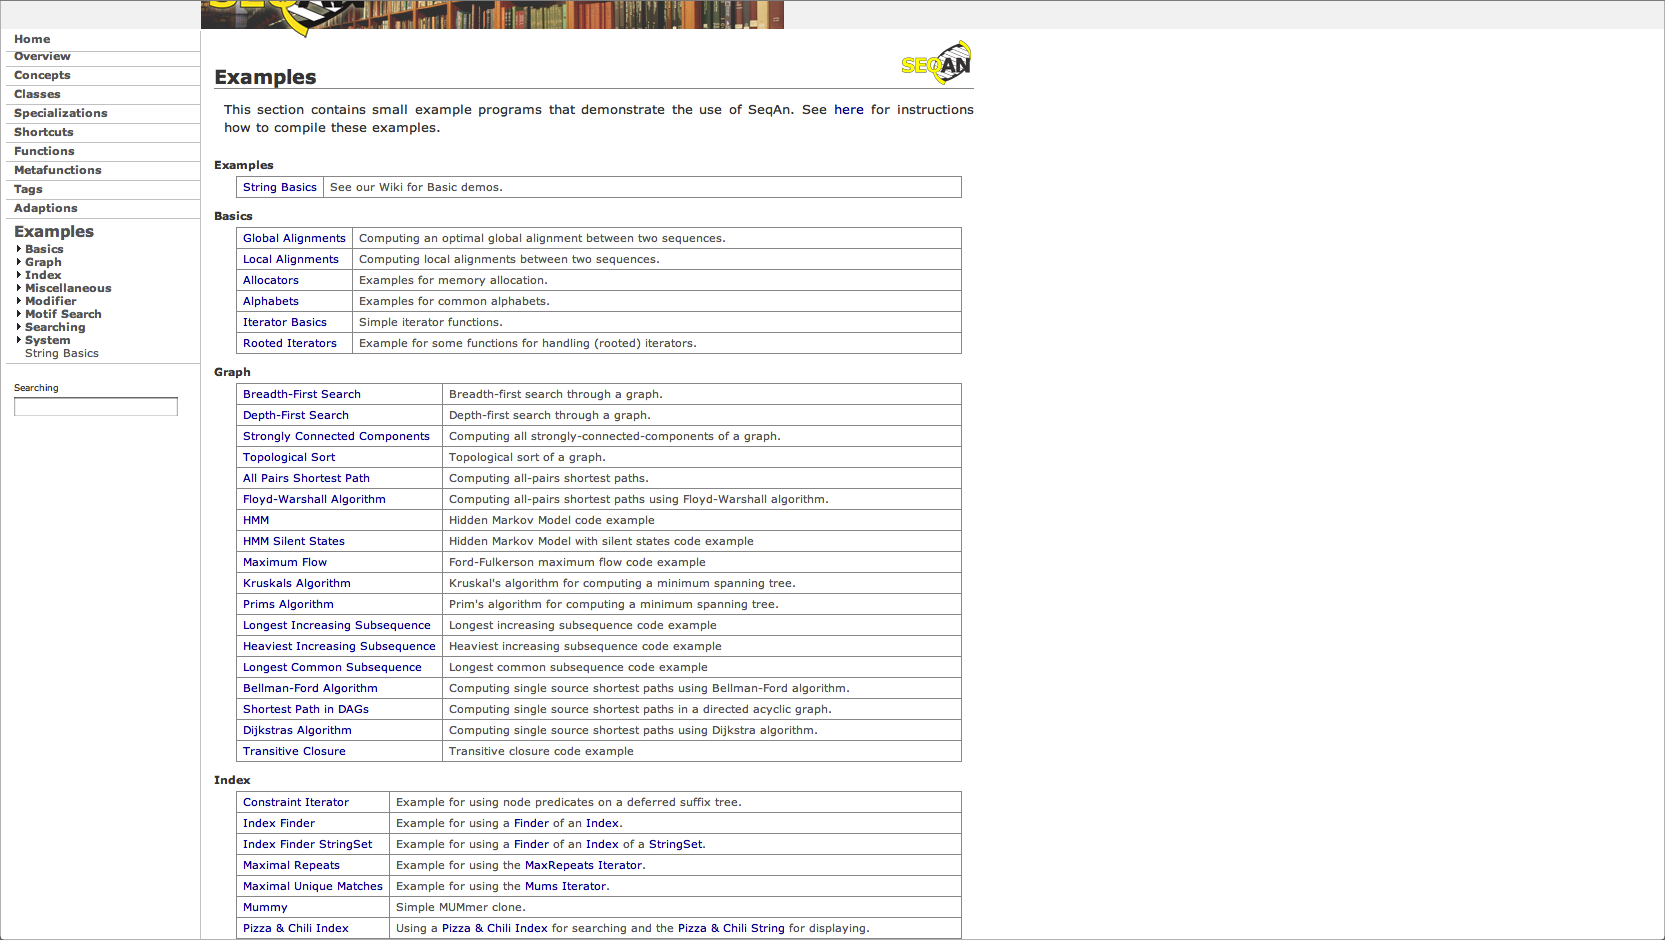 Home
Overview
Concepts
Classes
Specializations
Shortcuts
Functions
Metafunctions
Tags
Adaptions
Examples
Basics
Graph
Index
Miscellaneous
Modifier
Motif Search
Searching
System
String Basics
Searching
SEQAN
Examples
This section contains small example programs that demonstrate the use of SeqAn. See here for instructions
how to compile these examples.
Examples
String Basics See our Wiki for Basic demos.
Basics
Global Alignments Computing an optimal global alignment between two sequences.
Local Alignments Computing local alignments between two sequences.
Allocators Examples for memory allocation.
Alphabets Examples for common alphabets.
Iterator Basics Simple iterator functions.
Rooted Iterators Example for some functions for handling (rooted) iterators.
Graph
Breadth-First Search Breadth-first search through a graph.
Depth-First Search Depth-first search through a graph.
Strongly Connected Components Computing all strongly-connected-components of a graph.
Topological Sort Topological sort of a graph.
All Pairs Shortest Path Computing all-pairs shortest paths.
Floyd-Warshall Algorithm Computing all-pairs shortest paths using Floyd-Warshall algorithm.
HMM Hidden Markov Model code example
HMM Silent States Hidden Markov Model with silent states code example
Maximum Flow Ford-Fulkerson maximum flow code example
Kruskals Algorithm Kruskal's algorithm for computing a minimum spanning tree.
Prims Algorithm Prim's algorithm for computing a minimum spanning tree.
Longest Increasing Subsequence Longest increasing subsequence code example
Heaviest Increasing Subsequence Heaviest increasing subsequence code example
Longest Common Subsequence Longest common subsequence code example
Bellman-Ford Algorithm Computing single source shortest paths using Bellman-Ford algorithm.
Shortest Path in DAGs Computing single source shortest paths in a directed acyclic graph.
Dijkstras Algorithm Computing single source shortest paths using Dijkstra algorithm.
Transitive Closure Transitive closure code example
Index
Constraint Iterator Example for using node predicates on a deferred suffix tree.
Index Finder Example for using a Finder of an Index.
Index Finder StringSet Example for using a Finder of an Index of a StringSet.
Maximal Repeats Example for using the MaxRepeats Iterator.
Maximal Unique Matches Example for using the Mums Iterator.
Mummy Simple MUMmer clone.
Pizza & Chili Index Using a Pizza & Chili Index for searching and the Pizza & Chili String for displaying.